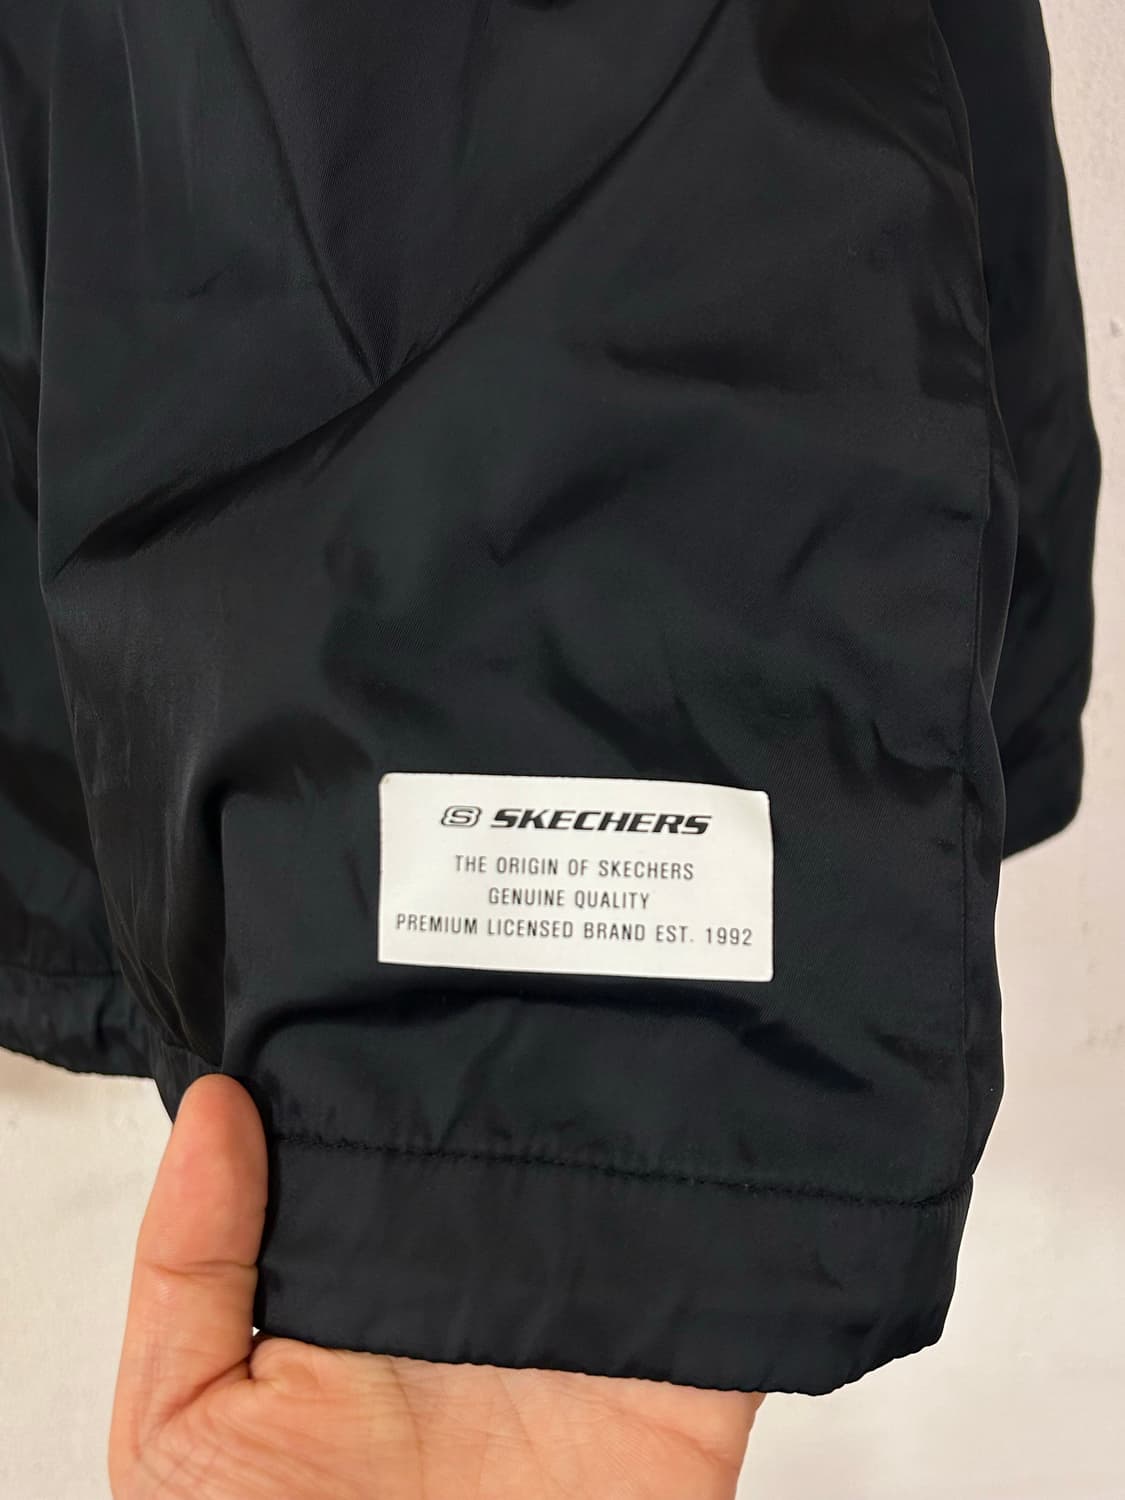 SKECHERS
THE ORIGIN OF SKECHERS
GENUINE QUALITY
PREMIUM LICENSED BRAND EST. 1992